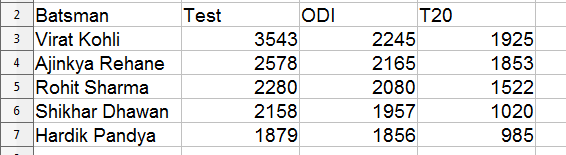 2 Batsman Test ODI T20
3 Virat Kohli 3543 2245 1925
4 Ajinkya Rehane 2578 2165 1853
5 Rohit Sharma 2280 2080 1522
6 Shikhar Dhawan 2158 1957 1020
7 Hardik Pandya 1879 1856 985